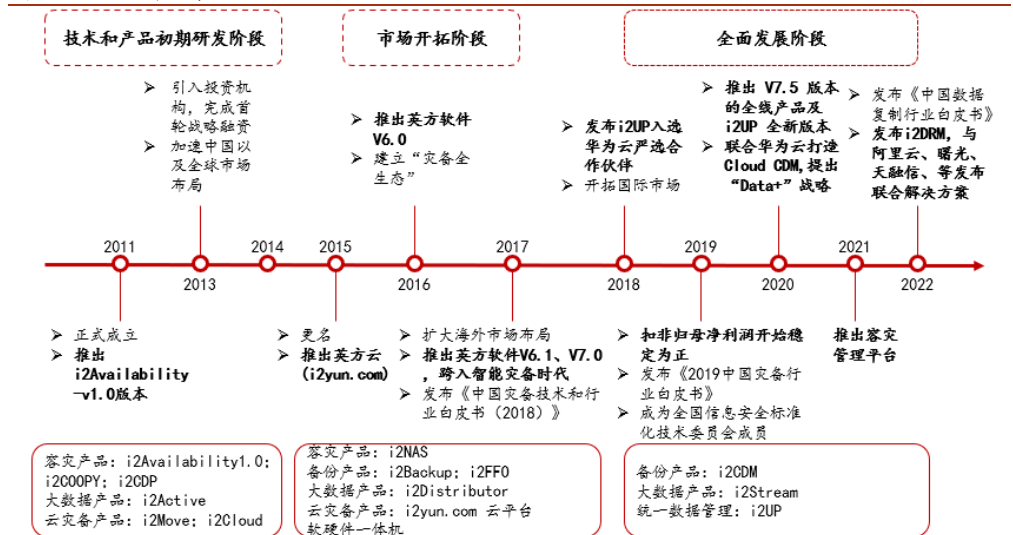 技术和产品初期研发阶段
市场开拓阶段
全面发展阶段
➢ 引入投资机
构，完成首
轮战略融资
➢ 加速中国以
及全球市场
布局
➢ 推出英方软件
V6.0
➢ 建立“灾备全
生态”
➢ 发布i2UP入选
华为云严选合
作伙伴
➢ 开拓国际市场
➢ 推出 V7.5 版本
的全线产品及
i2UP 全新版本
➢ 联合华为云打造
Cloud CDM,提出
“Data+”战略
➢ 发布《中国数据
复制行业白皮书》
➢ 发布i2DRM，与
阿里云、曙光、
天融信、等发布
联合解决方案
2011
2013
2014
2015
2016
2017
2018
2019
2020
2021
2022
➢ 正式成立
➢ 推出
i2Availability
-v1.0版本
➢ 更名
➢ 推出英方云
(i2yun.com)
➢ 扩大海外市场布局
➢ 推出英方软件V6.1、V7.0
，跨入智能灾备时代
➢ 发布《中国灾备技术和行
业白皮书（2018）》
➢ 扣非归母净利润开始稳
定为正
➢ 发布《2019中国灾备行
业白皮书》
➢ 成为全国信息安全标准
化技术委员会成员
推出容灾
管理平台
容灾产品：i2Availability1.0；
i2COOPY；i2CDP
大数据产品：i2Active
云灾备产品：i2Move；i2Cloud
容灾产品：i2NAS
备份产品：i2Backup；i2FFO
大数据产品：i2Distributor
云灾备产品：i2yun.com 云平台
软硬件一体机
备份产品：i2CDM
大数据产品：i2Stream
统一数据管理：i2UP